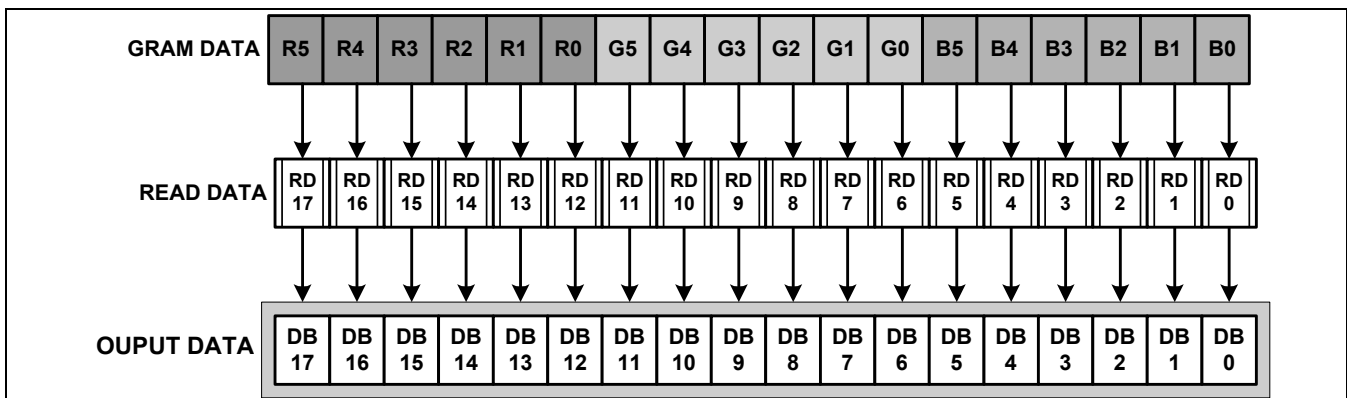 GRAM DATA R5 R4 R3 R2 R1 R0 G5 G4 G3 G2 G1 G0 B5 B4 B3 B2 B1 B0
READ DATA RD 17 RD 16 RD 15 RD 14 RD 13 RD 12 RD 11 RD 10 RD 9 RD 8 RD 7 RD 6 RD 5 RD 4 RD 3 RD 2 RD 1 RD 0
OUPUT DATA DB 17 DB 16 DB 15 DB 14 DB 13 DB 12 DB 11 DB 10 DB 9 DB 8 DB 7 DB 6 DB 5 DB 4 DB 3 DB 2 DB 1 DB 0